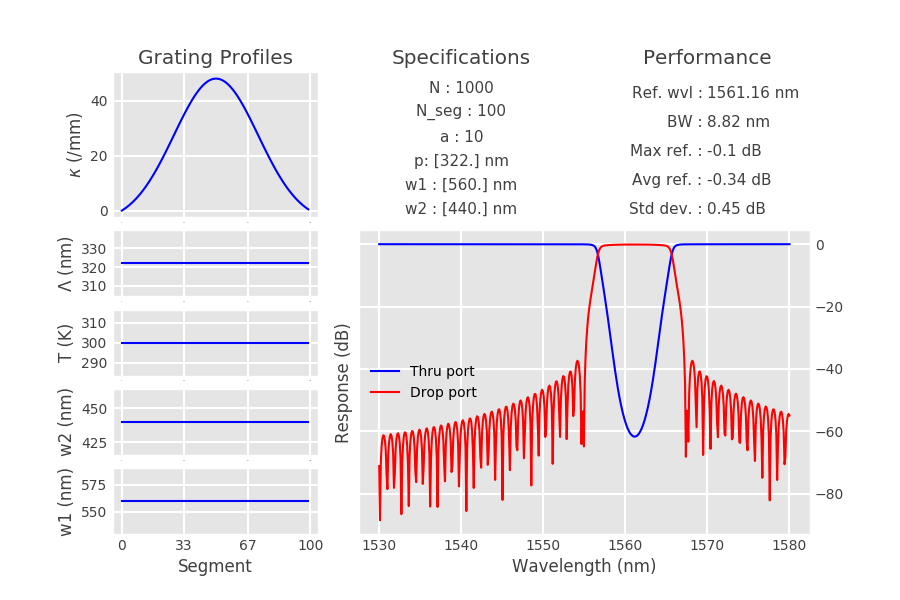 Grating Profiles
κ (/mm)
40
20
0
Λ (nm)
330
320
310
T (K)
310
300
290
w2 (nm)
450
425
w1 (nm)
575
550
0 33 67 100
Segment
Specifications
N : 1000
N_seg : 100
a : 10
p: [322.] nm
w1 : [560.] nm
w2 : [440.] nm
Performance
Ref. wvl : 1561.16 nm
BW : 8.82 nm
Max ref. : -0.1 dB
Avg ref. : -0.34 dB
Std dev. : 0.45 dB
Response (dB)
Thru port
Drop port
0
−20
−40
−60
−80
1530 1540 1550 1560 1570 1580
Wavelength (nm)